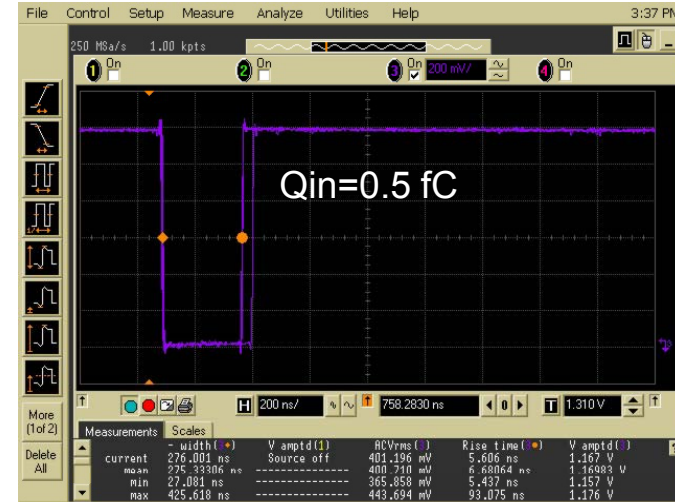 File Control Setup Measure Analyze Utilities Help 3:37 PM
250 MSa/s 1.00 kpts
1 On 2 On 3 On 200 mV/ 4 On
Qin=0.5 fC
More
(1of 2)
Delete
All
H 200 ns/ 758.2830 ns 0 T 1.310 V
Measurements Scales
- width(3) V amptd(1) ACVrms(3) Rise time(3) V amptd(3)
current 276.001 ns Source off 401.196 mV 5.606 ns 1.167 V
mean 275.33306 ns -------------- 400.710 mV 6.68064 ns 1.16983 V
min 27.081 ns -------------- 365.858 mV 5.437 ns 1.157 V
max 425.618 ns -------------- 443.694 mV 93.075 ns 1.176 V